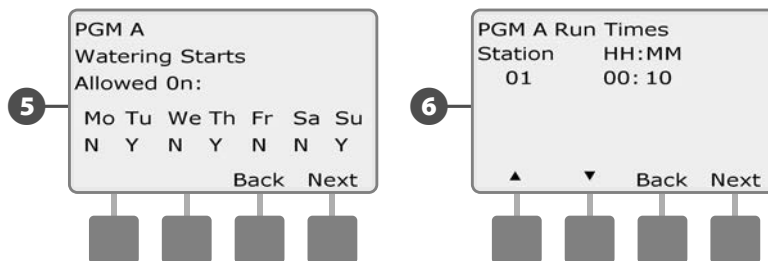 5
PGM A
Watering Starts
Allowed 0n:
Mo Tu We Th Fr Sa Su
N Y N Y N N Y
Back Next
6
PGM A Run Times
Station HH:MM
01 00: 10
▲ ▼ Back Next